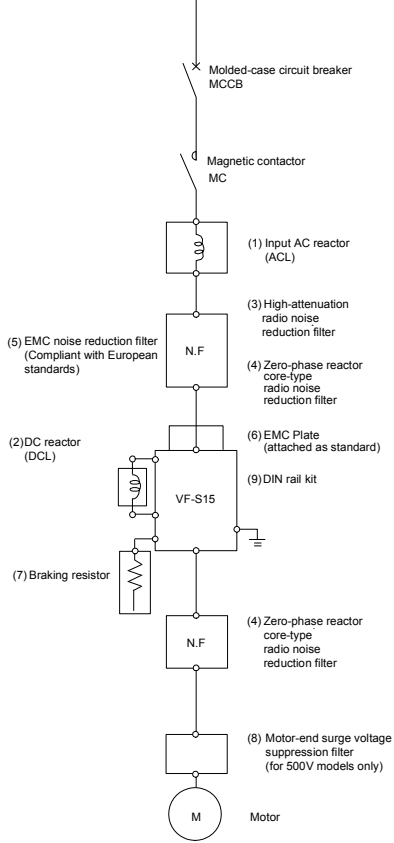 Molded-case circuit breaker
MCCB
Magnetic contactor
MC
(1) Input AC reactor
(ACL)
(3) High-attenuation
radio noise
reduction filter
(5) EMC noise reduction filter
(Compliant with European
standards)
N.F
(4) Zero-phase reactor
core-type
radio noise
reduction filter
(6) EMC Plate
(attached as standard)
(2) DC reactor
(DCL)
(9) DIN rail kit
VF-S15
(7) Braking resistor
N.F
(4) Zero-phase reactor
core-type
radio noise
reduction filter
(8) Motor-end surge voltage
suppression filter
(for 500V models only)
M
Motor